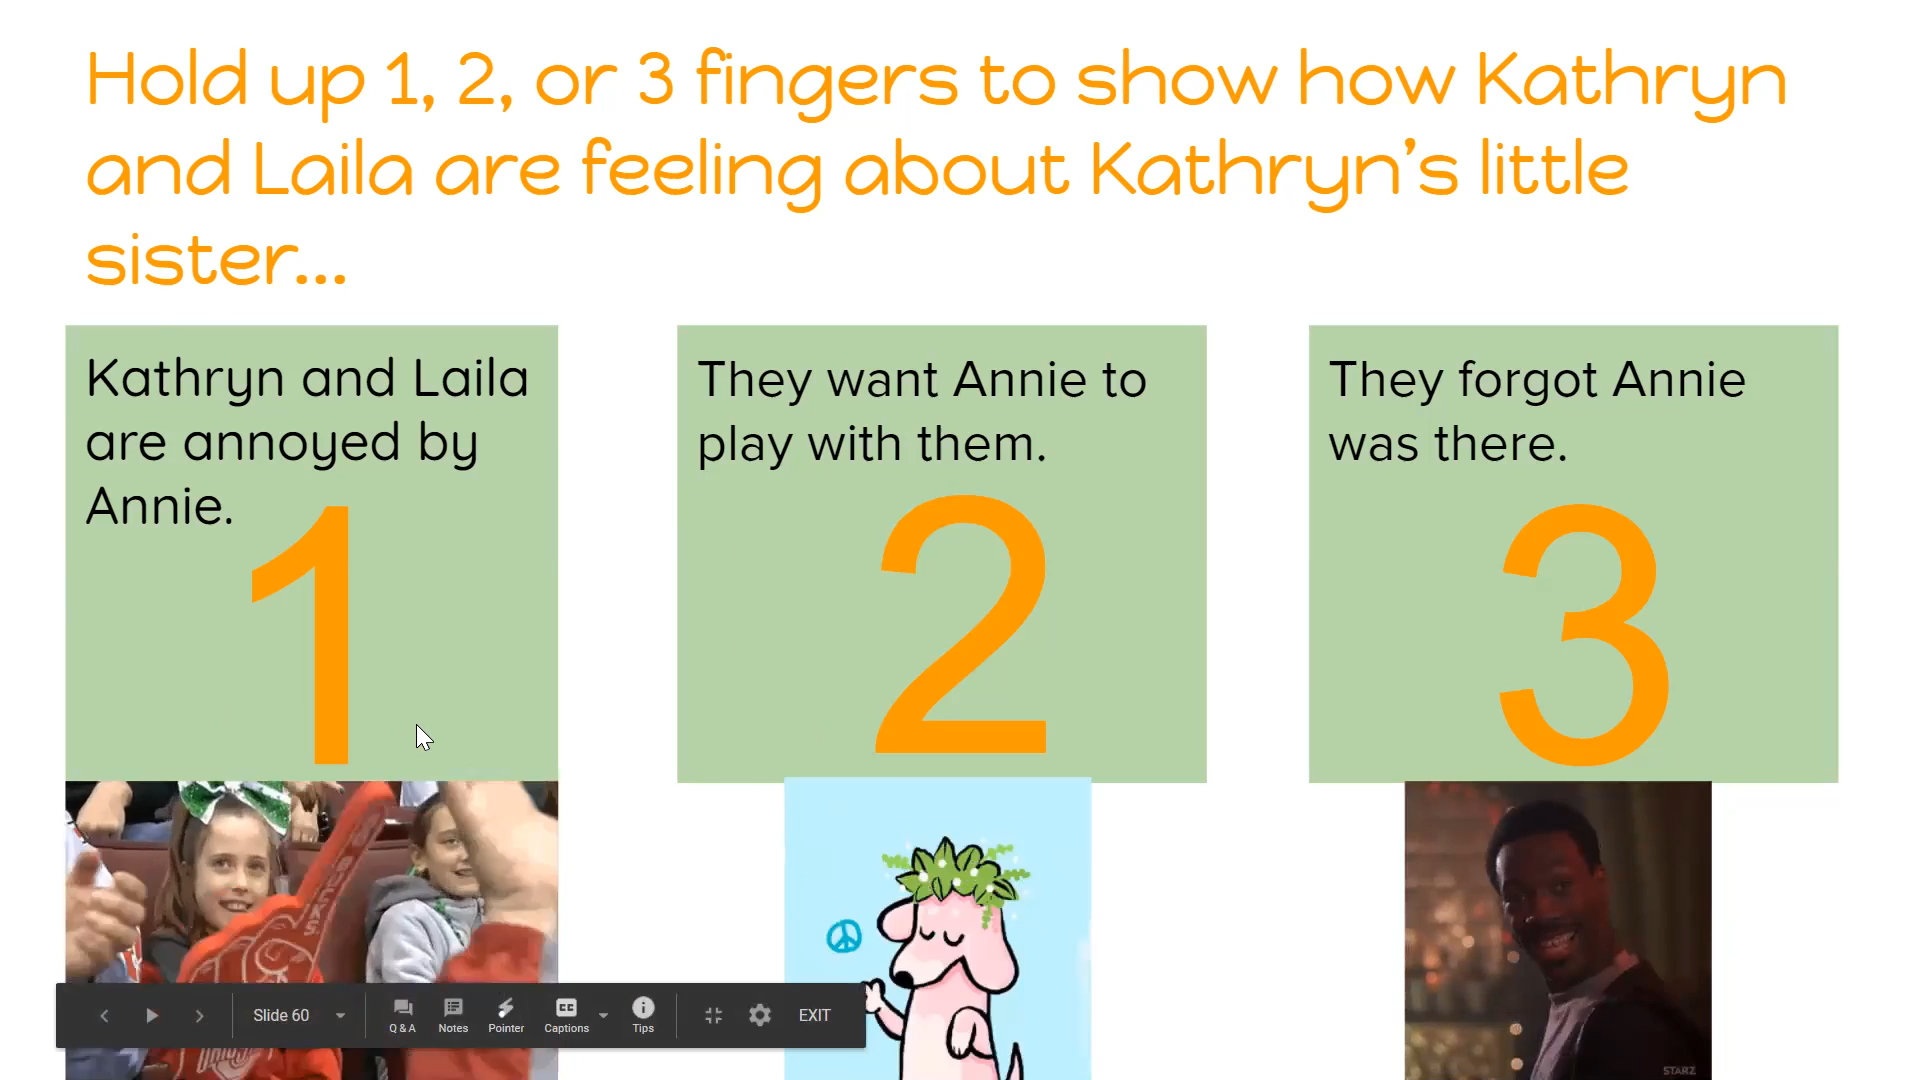 Hold up 1, 2, or 3 fingers to show how Kathryn
and Laila are feeling about Kathryn's little
sister...
Kathryn and Laila
are annoyed by
Annie.
1
They want Annie to
play with them.
2
They forgot Annie
was there.
3
Slide 60
Q & A
Notes
Pointer
CC
Captions
Tips
EXIT
STARZ